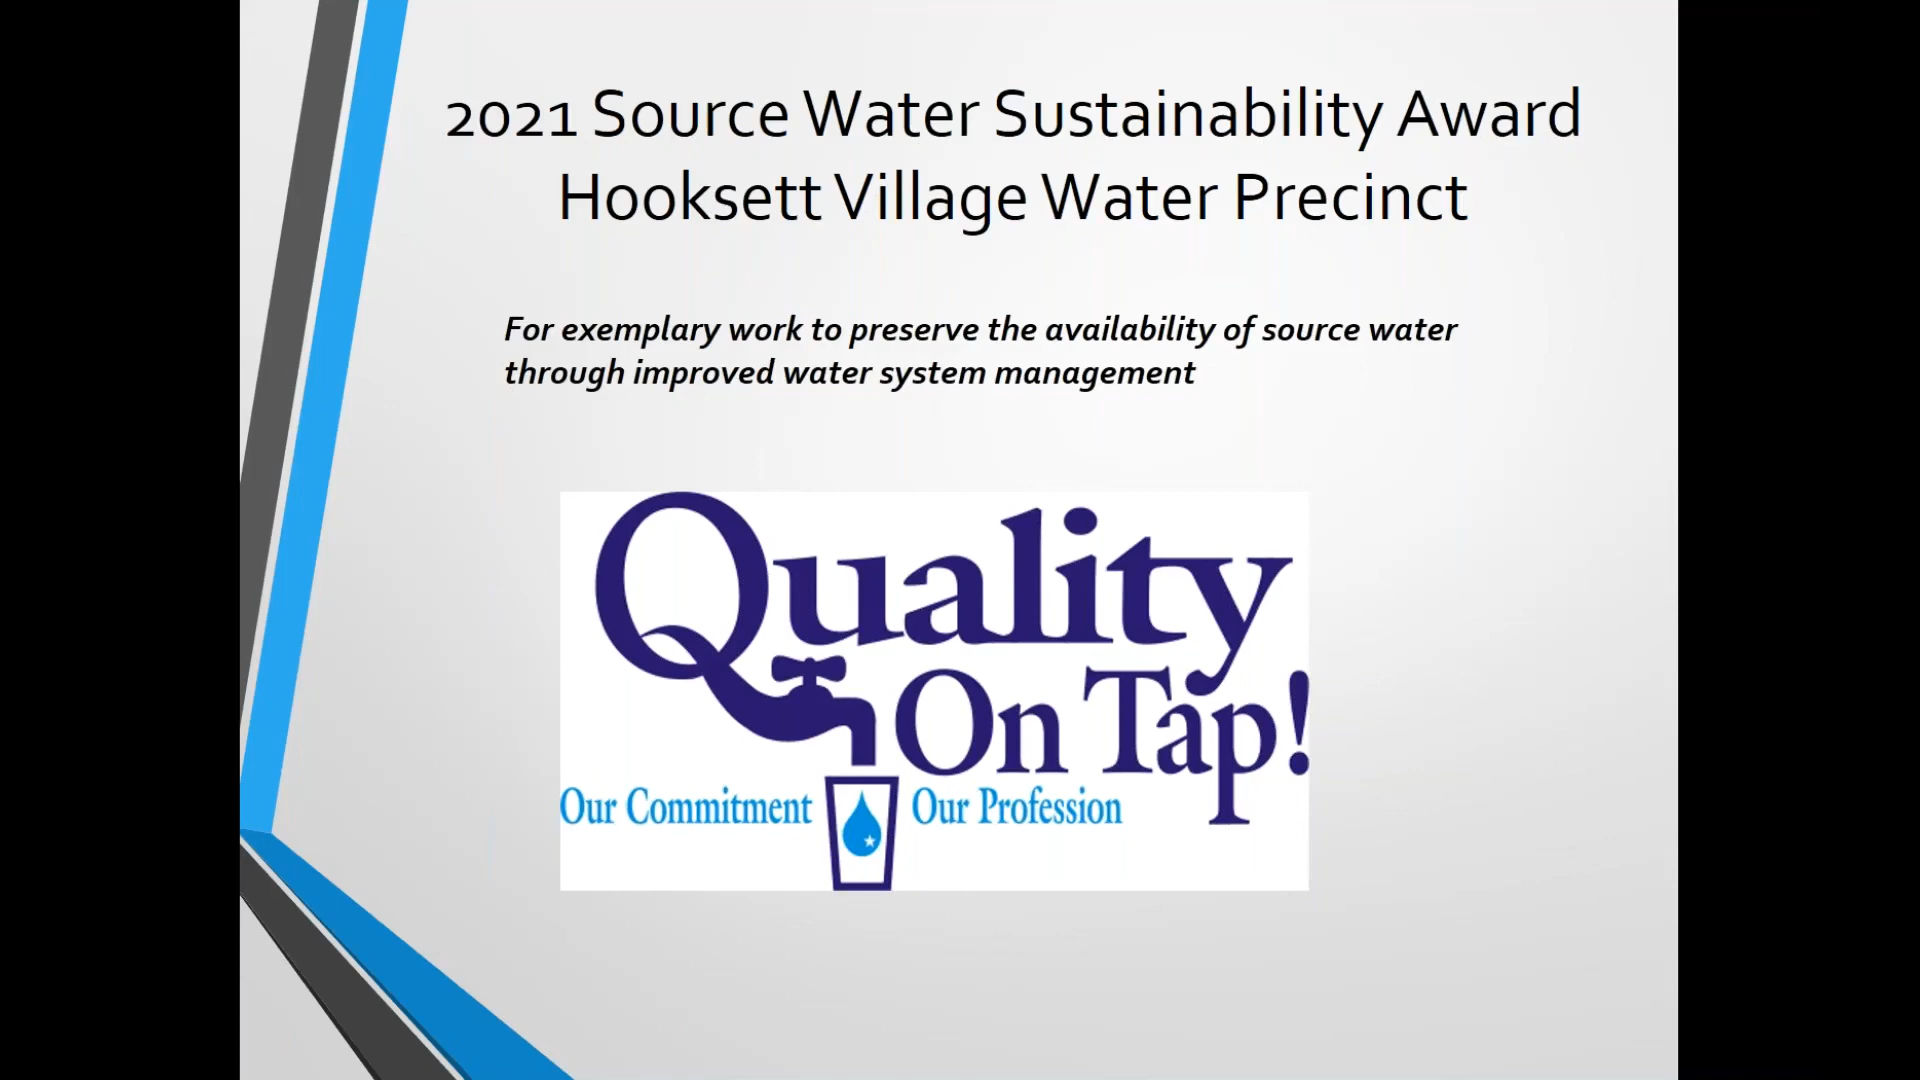 2021 Source Water Sustainability Award
Hooksett Village Water Precinct
For exemplary work to preserve the availability of source water
through improved water system management
Quality
On Tap!
Our Commitment Our Profession